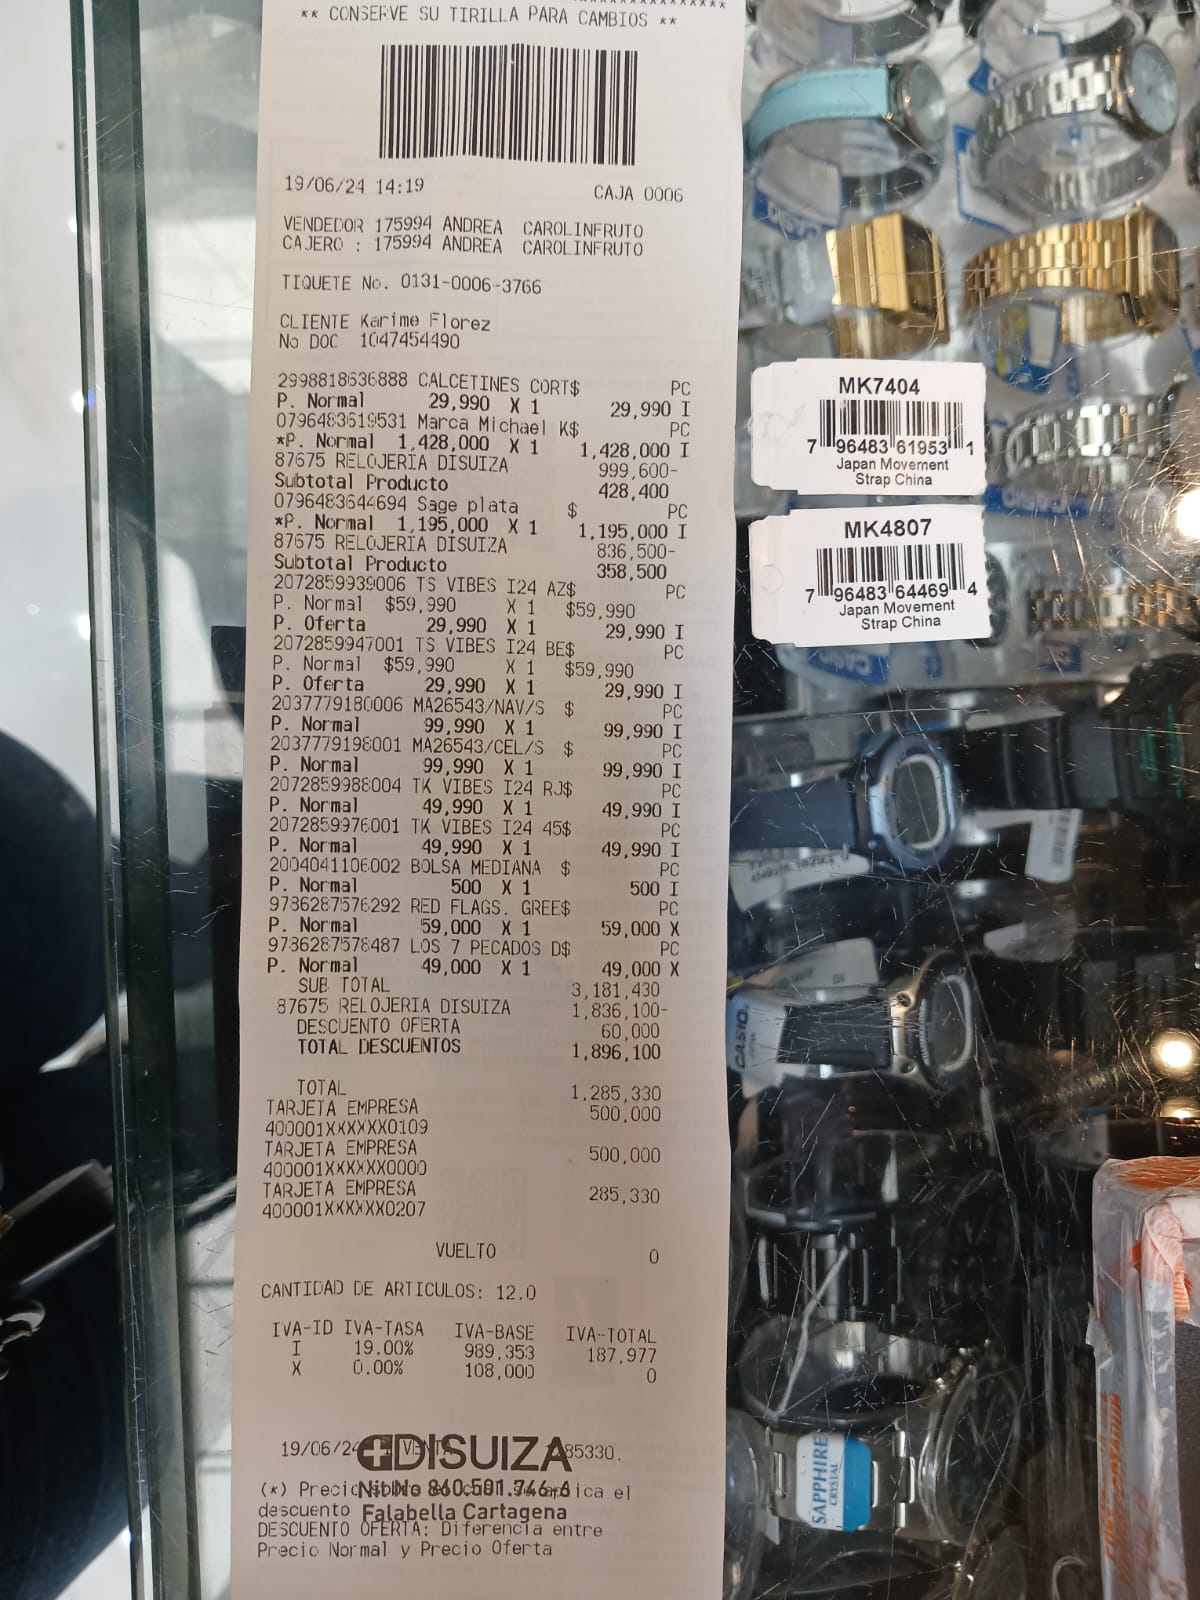 ** CONSERVE SU TIRILLA PARA CAMBIOS **
19/06/24 14:19 CAJA 0006
VENDEDOR 175994 ANDREA CAROLINFRUTO
CAJERO : 175994 ANDREA CAROLINFRUTO
TIQUETE No. 0131-0006-3766
CLIENTE Karime Florez
No DOC 1047454490
2998818636888 CALCETINES CORT$ PC
P. Normal 29,990 X 1 29,990 I
0796483619531 Marca Michael K$ PC
*P. Normal 1,428,000 X 1 1,428,000 I
87675 RELOJERIA DISUIZA 999,600-
Subtotal Producto 428,400
0796483644694 Sage plata $ PC
*P. Normal 1,195,000 X 1 1,195,000 I
87675 RELOJERIA DISUIZA 836,500-
Subtotal Producto 358,500
2072859939006 TS VIBES I24 AZ$ PC
P. Normal $59,990 X 1 $59,990
P. Oferta 29,990 X 1 29,990 I
2072859947001 TS VIBES I24 BE$ PC
P. Normal $59,990 X 1 $59,990
P. Oferta 29,990 X 1 29,990 I
2037779180006 MA26543/NAV/S $ PC
P. Normal 99,990 X 1 99,990 I
2037779198001 MA26543/CEL/S $ PC
P. Normal 99,990 X 1 99,990 I
2072859988004 TK VIBES I24 RJ$ PC
P. Normal 49,990 X 1 49,990 I
2072859976001 TK VIBES I24 45$ PC
P. Normal 49,990 X 1 49,990 I
2004041106002 BOLSA MEDIANA $ PC
P. Normal 500 X 1 500 I
9786287576292 RED FLAGS. GREE$ PC
P. Normal 59,000 X 1 59,000 X
9786287578487 LOS 7 PECADOS D$ PC
P. Normal 49,000 X 1 49,000 X
SUB TOTAL 3,181,430
87675 RELOJERIA DISUIZA 1,836,100-
DESCUENTO OFERTA 60,000
TOTAL DESCUENTOS 1,896,100
TOTAL 1,285,330
TARJETA EMPRESA 500,000
400001XXXXXX0109
TARJETA EMPRESA 500,000
400001XXXXXX0000
TARJETA EMPRESA 285,330
400001XXXXXX0207
VUELTO 0
CANTIDAD DE ARTICULOS: 12.0
IVA-ID IVA-TASA IVA-BASE IVA-TOTAL
I 19.00% 989,353 187,977
X 0.00% 108,000 0
19/06/24 85330.
DISUIZA
Nit No 860.501.746-6
Falabella Cartagena
(*) Precio ica el
descuento
DESCUENTO OFERTA: Diferencia entre
Precio Normal y Precio Oferta
MK7404
7 96483 61953 1
Japan Movement
Strap China
MK4807
7 96483 64469 4
Japan Movement
Strap China
CASIO
SAPPHIRE
CRYSTAL